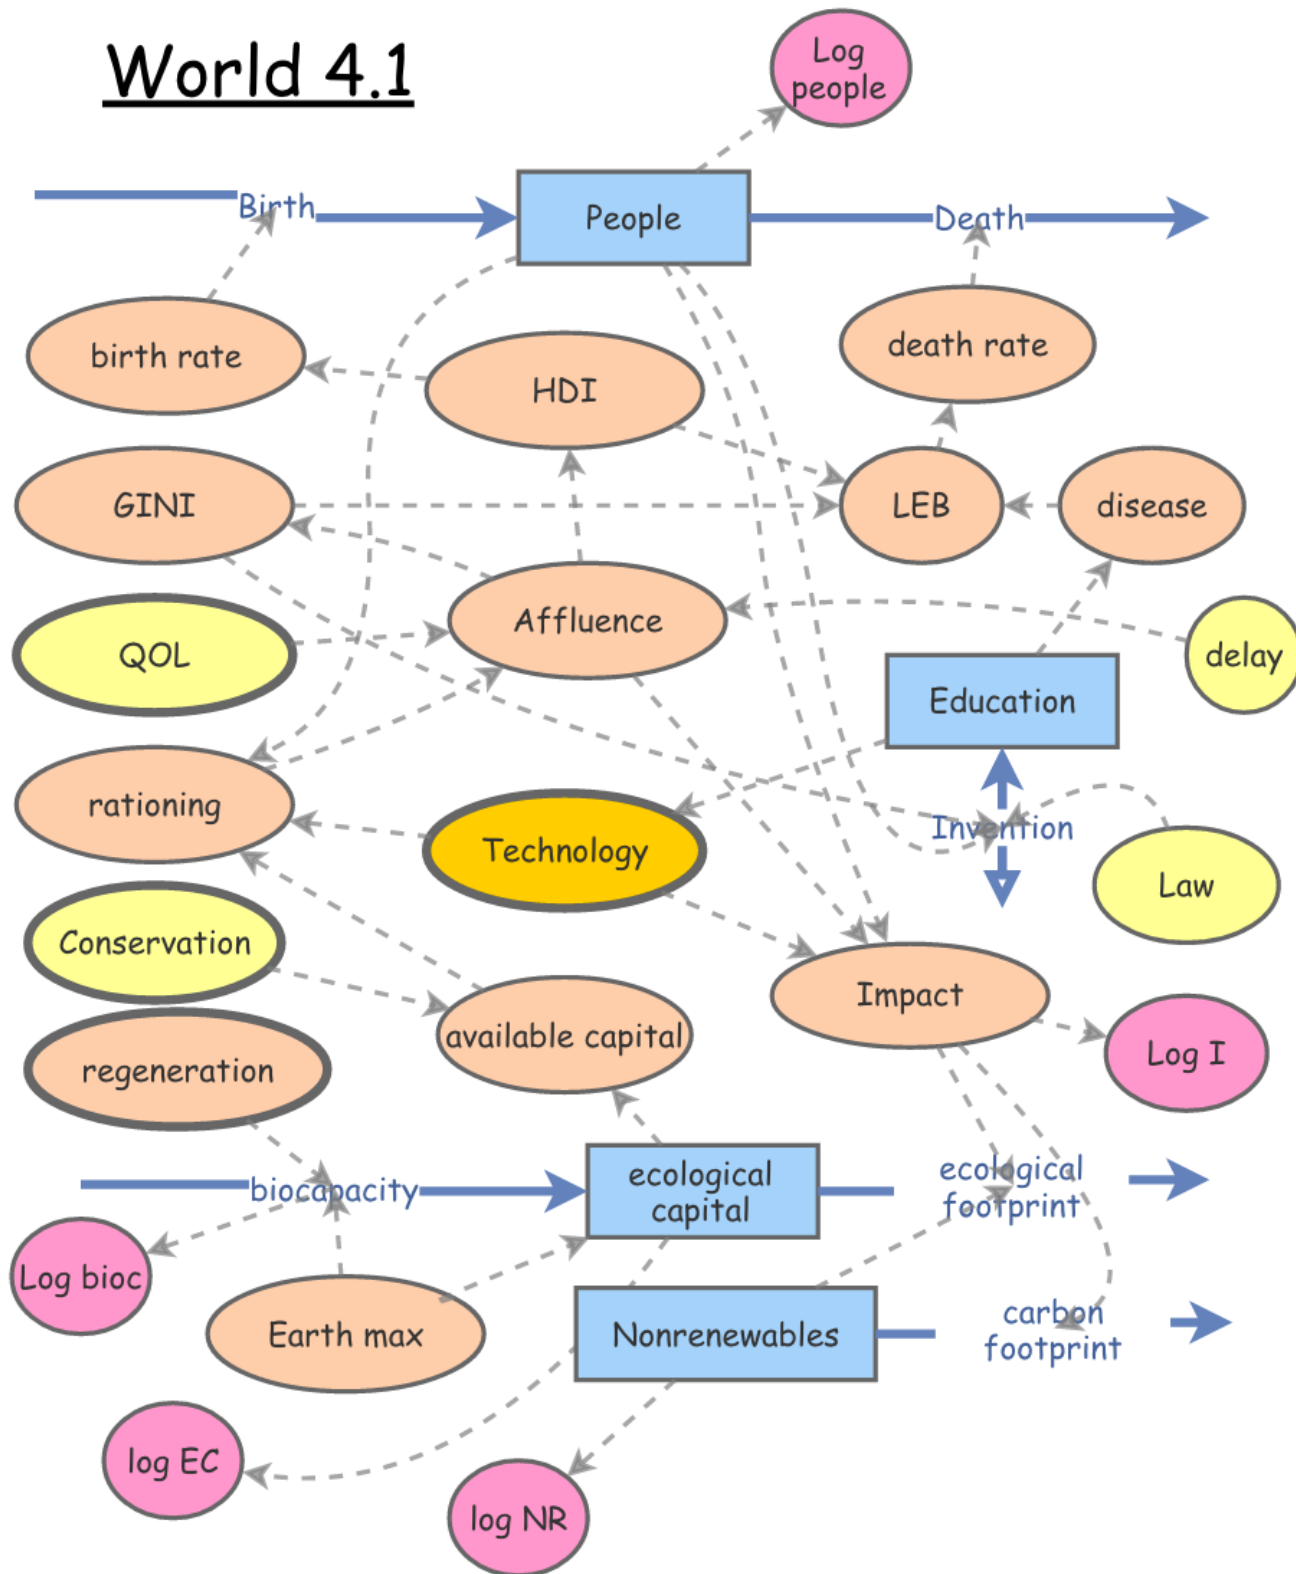 World 4.1
Log
people
Birth
People
Death
birth rate
HDI
death rate
GINI
LEB
disease
QOL
Affluence
delay
Education
rationing
Technology
Invention
Law
Conservation
Impact
available capital
Log I
regeneration
biocapacity
ecological
capital
ecological
footprint
Log bioc
Earth max
Nonrenewables
carbon
footprint
log EC
log NR